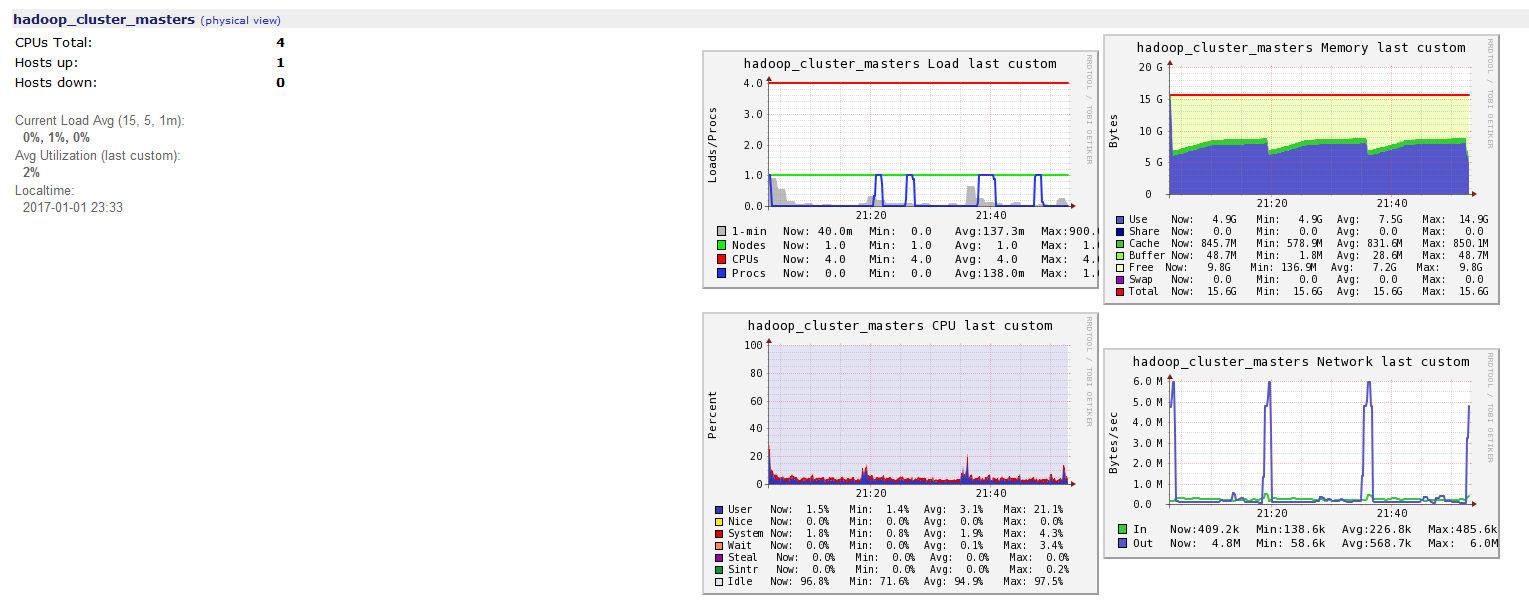 hadoop_cluster_masters (physical view)
CPUs Total: 4
Hosts up: 1
Hosts down: 0
Current Load Avg (15, 5, 1m):
0%, 1%, 0%
Avg Utilization (last custom):
2%
Localtime:
2017-01-01 23:33
hadoop_cluster_masters Load last custom
RRDTOOL / TOBI OETIKER
Loads/Procs
4.0
3.0
2.0
1.0
0.0
21:20 21:40
1-min Now: 40.0m Min: 0.0 Avg:137.3m Max:900.
Nodes Now: 1.0 Min: 1.0 Avg: 1.0 Max: 1.
CPUs Now: 4.0 Min: 4.0 Avg: 4.0 Max: 4.
Procs Now: 0.0 Min: 0.0 Avg:138.0m Max: 1.
hadoop_cluster_masters Memory last custom
RRDTOOL / TOBI OETIKER
Bytes
20 G
15 G
10 G
5 G
0
21:20 21:40
Use Now: 4.9G Min: 4.9G Avg: 7.5G Max: 14.9G
Share Now: 0.0 Min: 0.0 Avg: 0.0 Max: 0.0
Cache Now: 845.7M Min: 578.9M Avg: 831.6M Max: 850.1M
Buffer Now: 48.7M Min: 1.8M Avg: 28.6M Max: 48.7M
Free Now: 9.8G Min: 136.9M Avg: 7.2G Max: 9.8G
Swap Now: 0.0 Min: 0.0 Avg: 0.0 Max: 0.0
Total Now: 15.6G Min: 15.6G Avg: 15.6G Max: 15.6G
hadoop_cluster_masters CPU last custom
RRDTOOL / TOBI OETIKER
Percent
100
80
60
40
20
0
21:20 21:40
User Now: 1.5% Min: 1.4% Avg: 3.1% Max: 21.1%
Nice Now: 0.0% Min: 0.0% Avg: 0.0% Max: 0.0%
System Now: 1.8% Min: 0.8% Avg: 1.9% Max: 4.3%
Wait Now: 0.0% Min: 0.0% Avg: 0.1% Max: 3.4%
Steal Now: 0.0% Min: 0.0% Avg: 0.0% Max: 0.0%
Sintr Now: 0.0% Min: 0.0% Avg: 0.0% Max: 0.2%
Idle Now: 96.8% Min: 71.6% Avg: 94.9% Max: 97.5%
hadoop_cluster_masters Network last custom
RRDTOOL / TOBI OETIKER
Bytes/sec
6.0 M
5.0 M
4.0 M
3.0 M
2.0 M
1.0 M
0.0
21:20 21:40
In Now:409.2k Min:138.6k Avg:226.8k Max:485.6k
Out Now: 4.8M Min: 58.6k Avg:568.7k Max: 6.0M